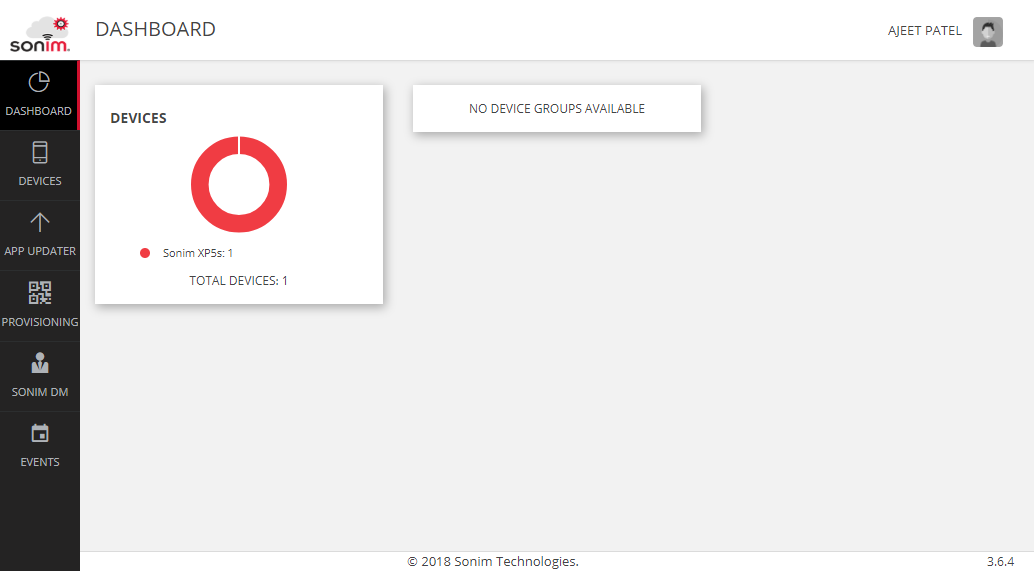 sonim.
DASHBOARD
AJEET PATEL
DASHBOARD
DEVICES
APP UPDATER
PROVISIONING
SONIM DM
EVENTS
DEVICES
Sonim XP5s: 1
TOTAL DEVICES: 1
NO DEVICE GROUPS AVAILABLE
© 2018 Sonim Technologies.
3.6.4